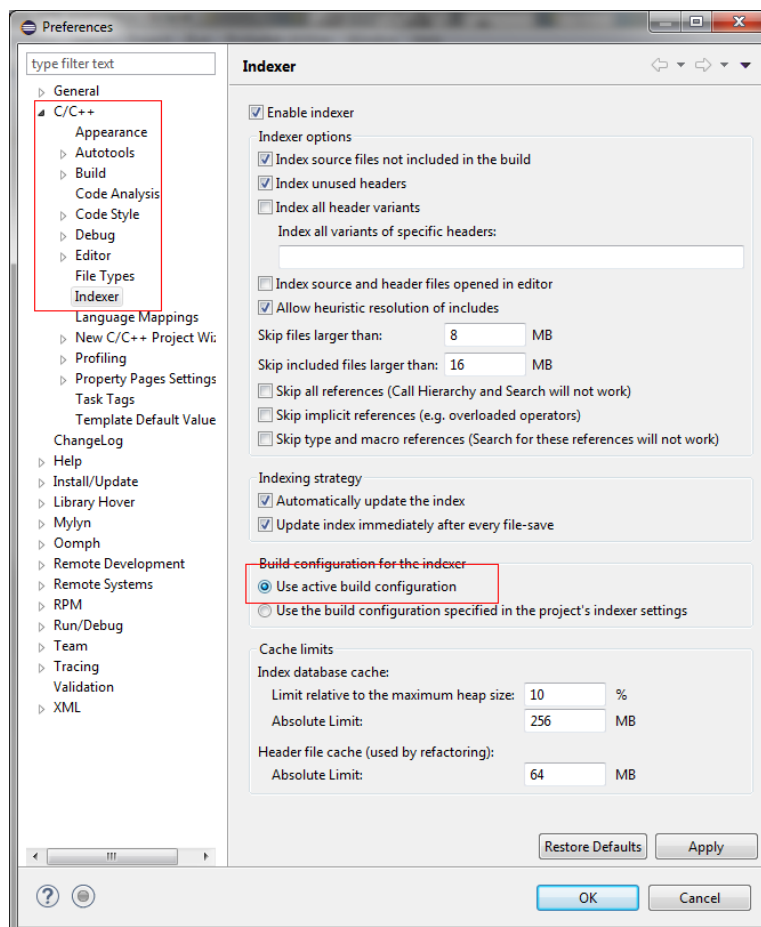 Preferences
type filter text
General
C/C++
Appearance
Autotools
Build
Code Analysis
Code Style
Debug
Editor
File Types
Indexer
Language Mappings
New C/C++ Project Wi
Profiling
Property Pages Settings
Task Tags
Template Default Value
ChangeLog
Help
Install/Update
Library Hover
Mylyn
Oomph
Remote Development
Remote Systems
RPM
Run/Debug
Team
Tracing
Validation
XML
Indexer
Enable indexer
Indexer options
Index source files not included in the build
Index unused headers
Index all header variants
Index all variants of specific headers:
Index source and header files opened in editor
Allow heuristic resolution of includes
Skip files larger than: 8 MB
Skip included files larger than: 16 MB
Skip all references (Call Hierarchy and Search will not work)
Skip implicit references (e.g. overloaded operators)
Skip type and macro references (Search for these references will not work)
Indexing strategy
Automatically update the index
Update index immediately after every file-save
Build configuration for the indexer
Use active build configuration
Use the build configuration specified in the project's indexer settings
Cache limits
Index database cache:
Limit relative to the maximum heap size: 10 %
Absolute Limit: 256 MB
Header file cache (used by refactoring):
Absolute Limit: 64 MB
Restore Defaults Apply
? OK Cancel